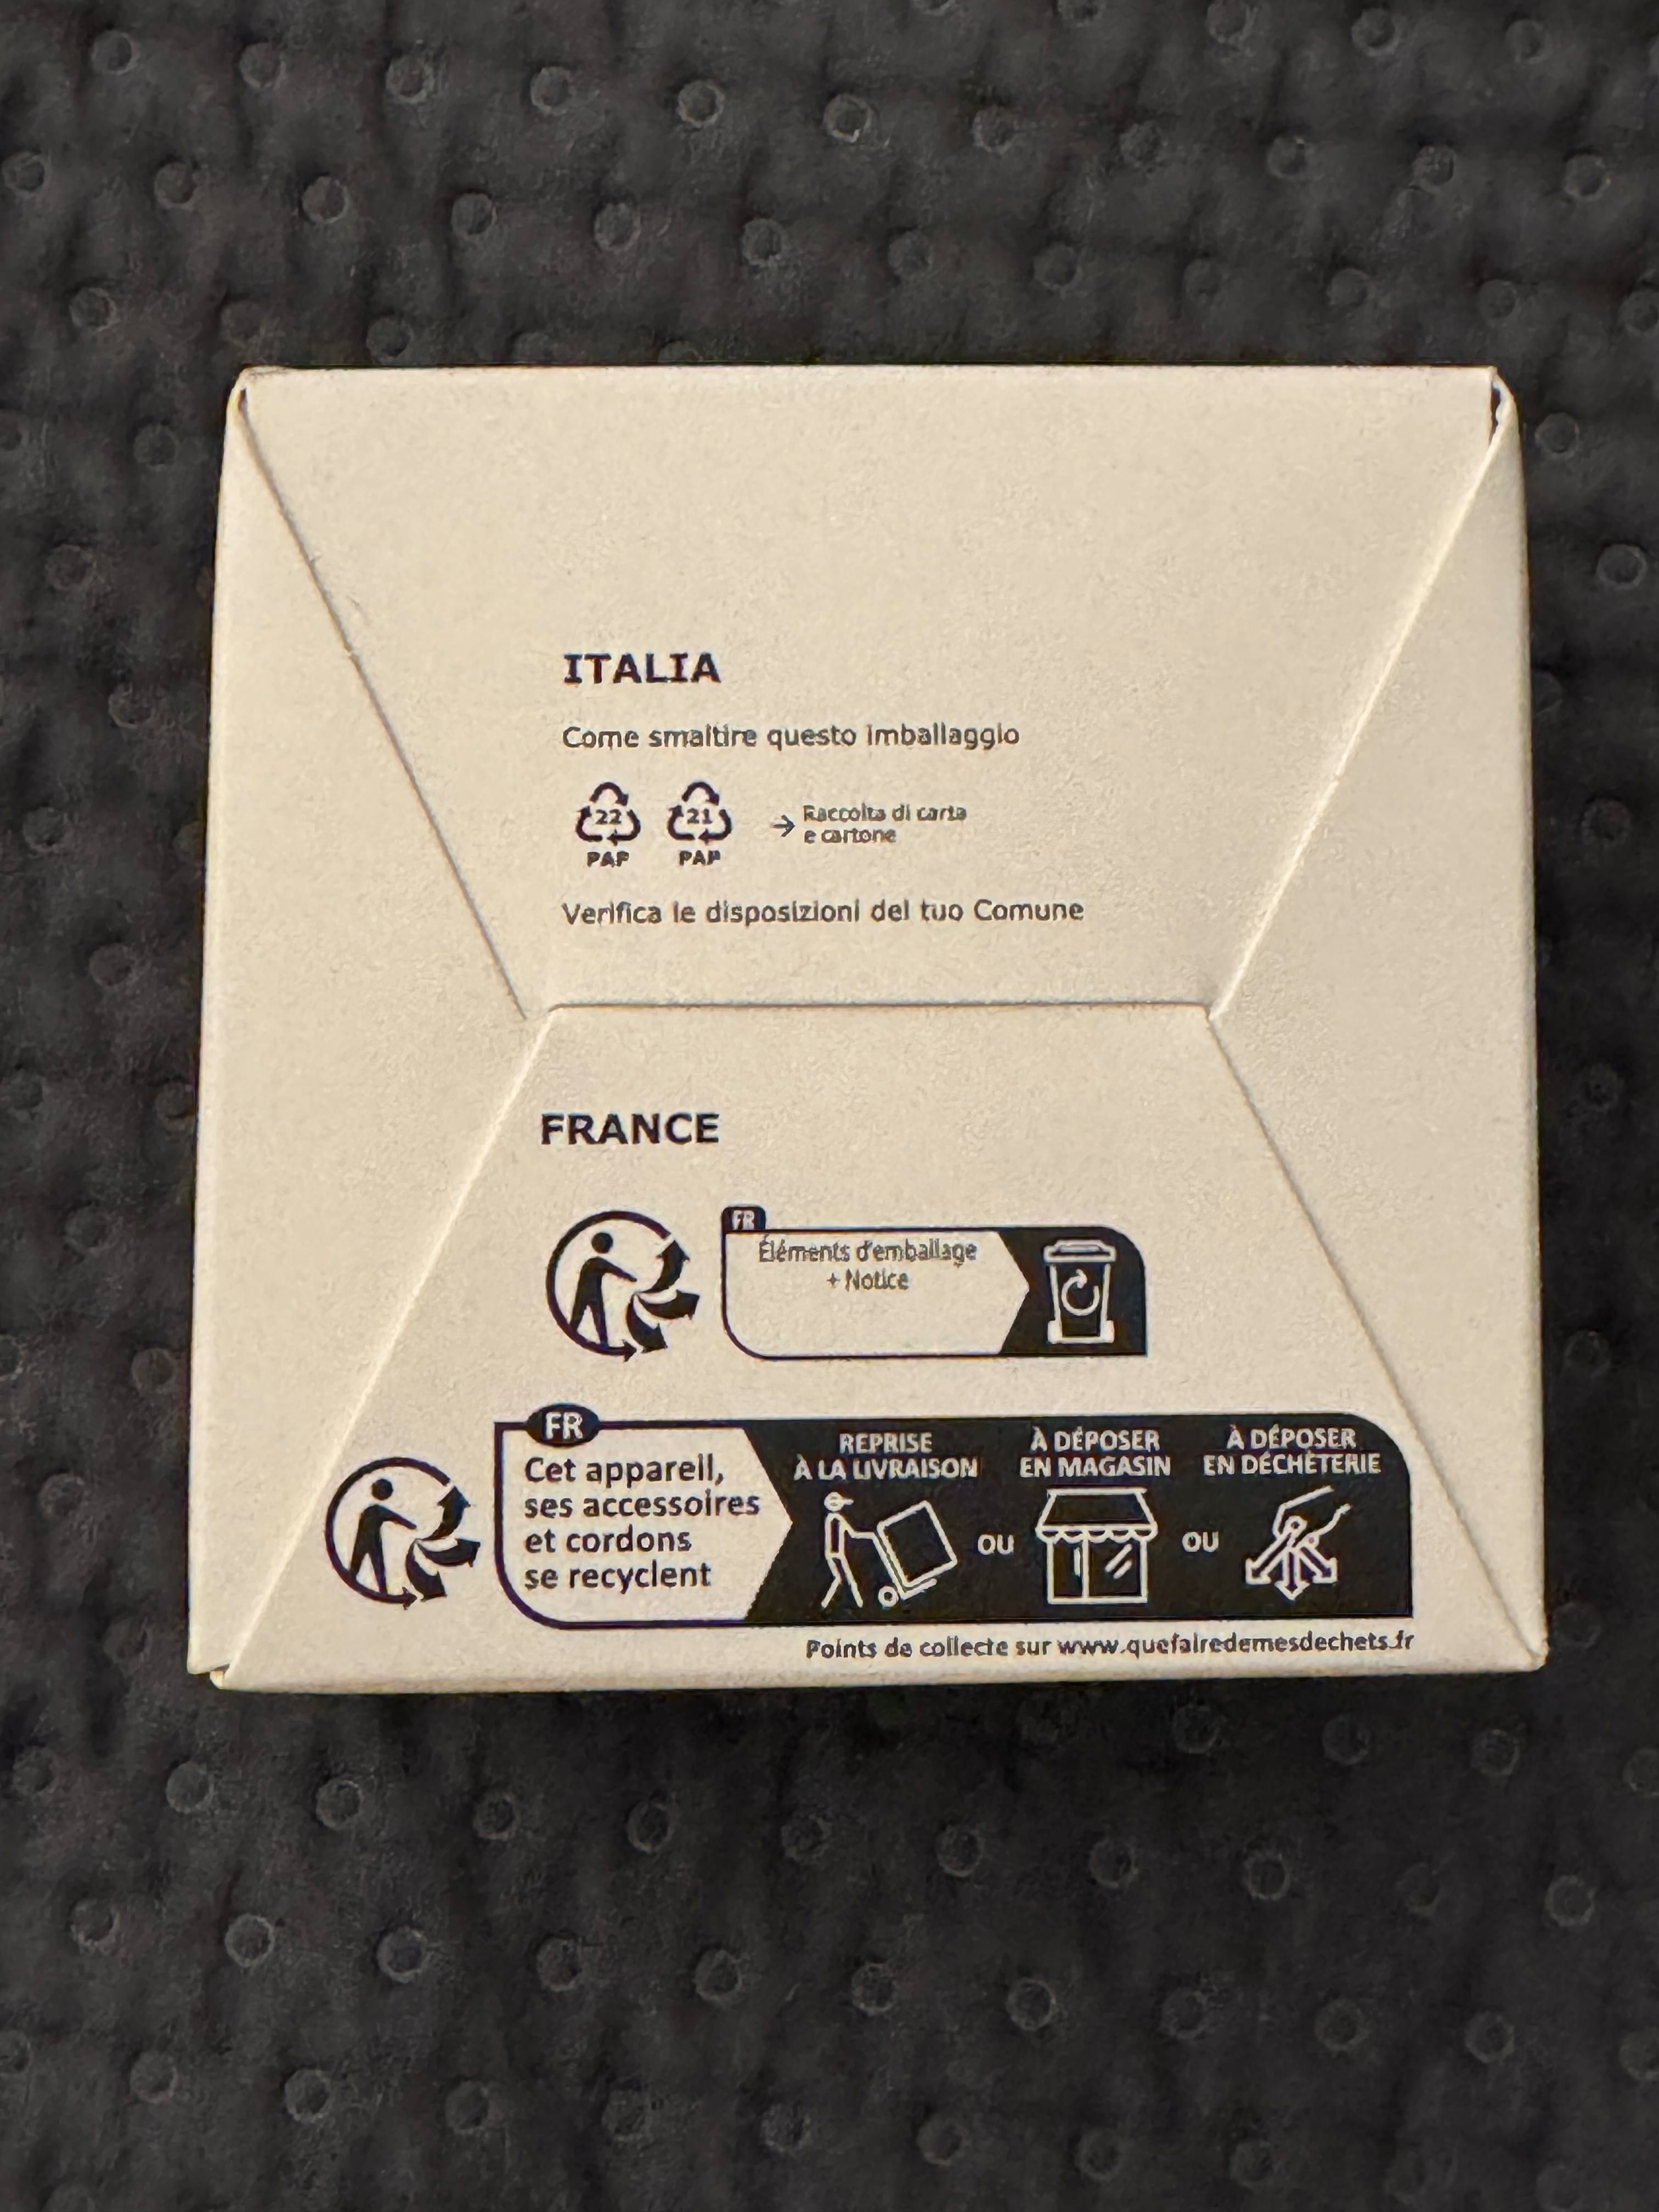 ITALIA
Come smaltire questo imballaggio
22 21
PAP PAP
→ Raccolta di carta
e cartone
Verifica le disposizioni del tuo Comune
FRANCE
FR
Éléments d'emballage
+ Notice
FR
Cet appareil,
ses accessoires
et cordons
se recyclent
REPRISE
À LA LIVRAISON
OU
À DÉPOSER
EN MAGASIN
OU
À DÉPOSER
EN DÉCHÈTERIE
Points de collecte sur www.quefairedemesdechets.fr